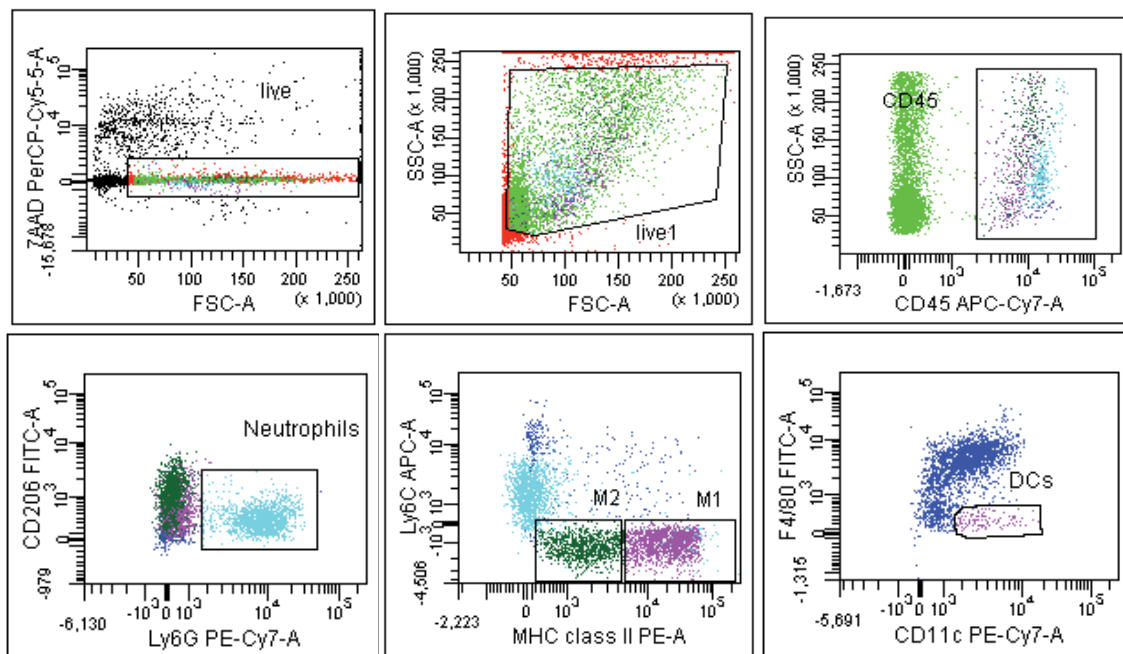 live
7AAD PerCP-Cy5-5-A
10^5
10^4
0
-15,678
50 100 150 200 250
FSC-A (x 1,000)
live1
SSC-A (x 1,000)
250
200
150
100
50
50 100 150 200 250
FSC-A (x 1,000)
CD45
SSC-A (x 1,000)
250
200
150
100
50
-1,673
0 10^3 10^4 10^5
CD45 APC-Cy7-A
Neutrophils
CD206 FITC-A
10^5
10^4
10^3
0
-979
-6,130
-10^3 0 10^3 10^4 10^5
Ly6G PE-Cy7-A
M2 M1
Ly6C APC-A
10^5
10^4
10^3
-10^3
-4,506
-2,223
0 10^3 10^4 10^5
MHC class II PE-A
DCs
F4/80 FITC-A
10^5
10^4
10^3
0
-1,315
-5,691
-10^3 0 10^3 10^4 10^5
CD11c PE-Cy7-A